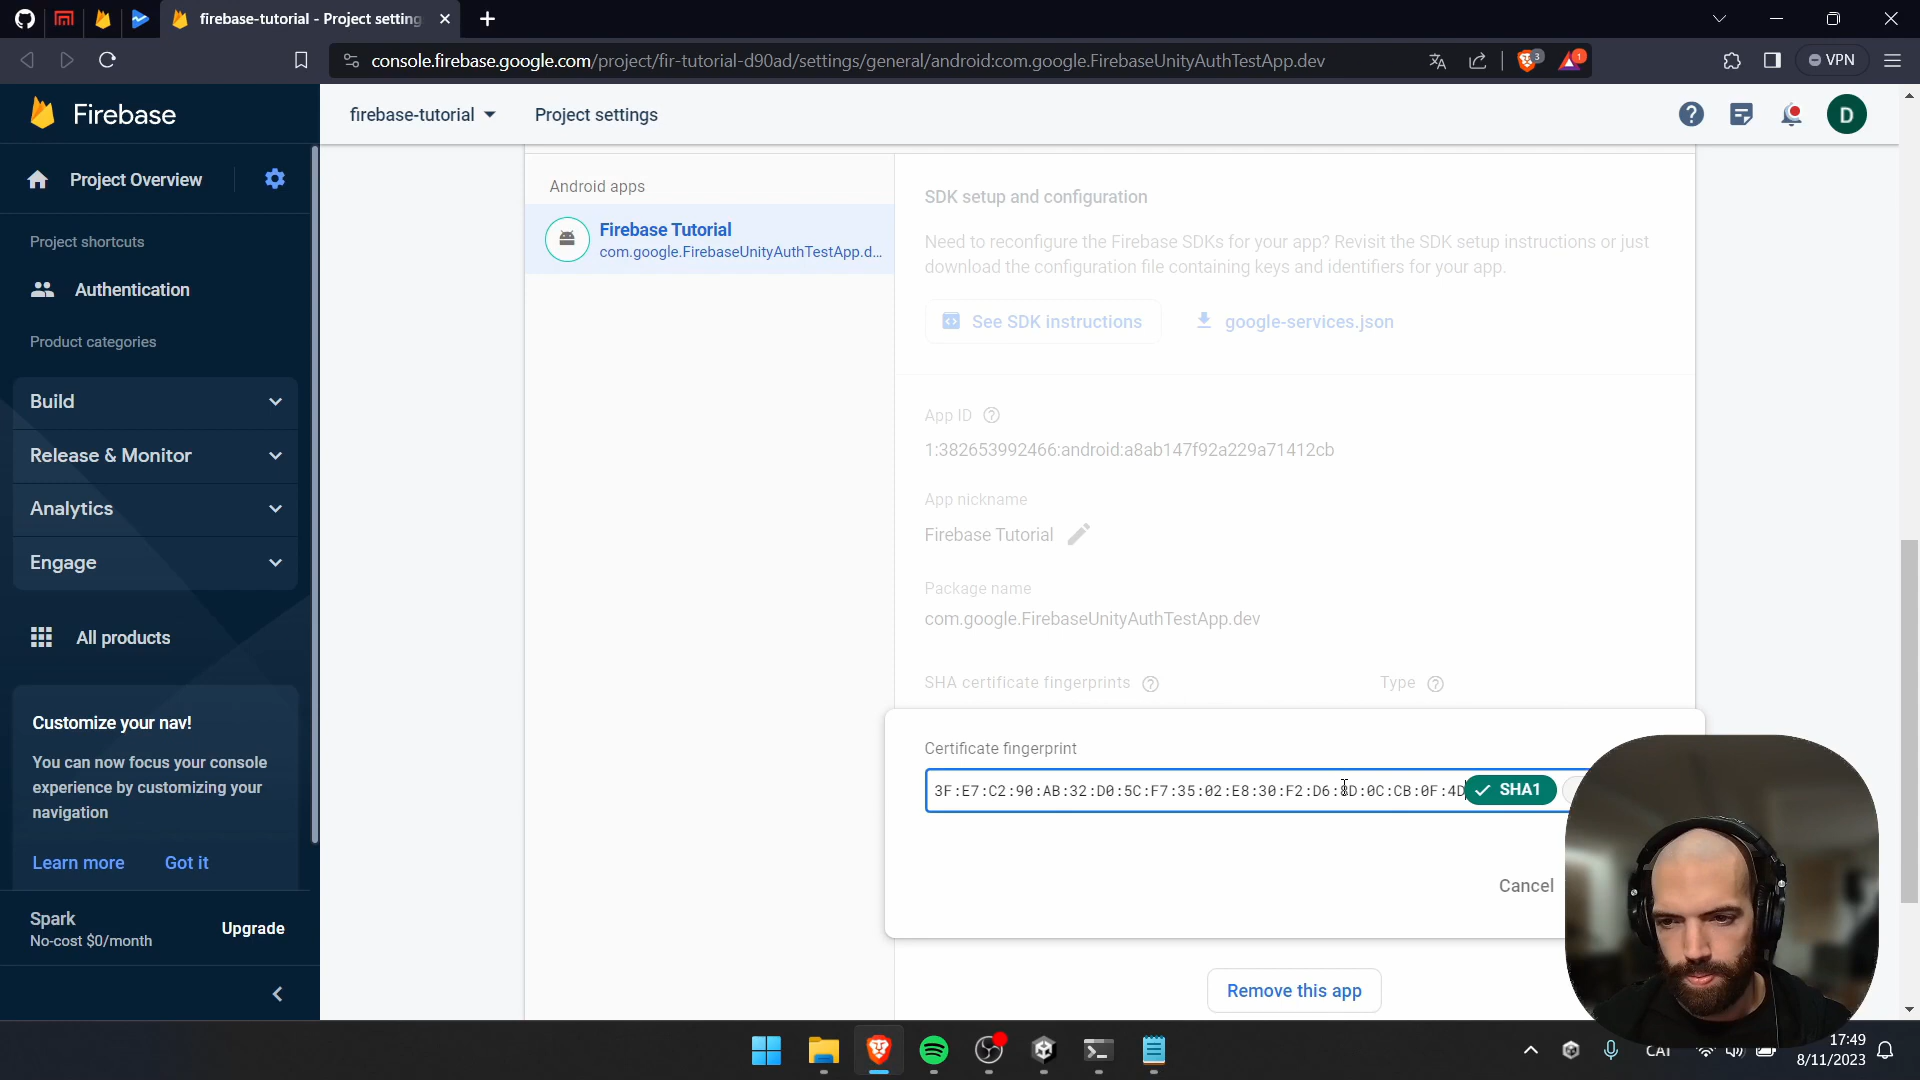 firebase-tutorial - Project setting
console.firebase.google.com/project/fir-tutorial-d90ad/settings/general/android:com.google.FirebaseUnityAuthTestApp.dev
3
1
VPN
Firebase
firebase-tutorial
Project settings
D
Project Overview
Project shortcuts
Authentication
Product categories
Build
Release & Monitor
Analytics
Engage
All products
Customize your nav!
You can now focus your console
experience by customizing your
navigation
Learn more
Got it
Spark
No-cost $0/month
Upgrade
Android apps
Firebase Tutorial
com.google.FirebaseUnityAuthTestApp.d...
SDK setup and configuration
Need to reconfigure the Firebase SDKs for your app? Revisit the SDK setup instructions or just
download the configuration file containing keys and identifiers for your app.
See SDK instructions
google-services.json
App ID
1:382653992466:android:a8ab147f92a229a71412cb
App nickname
Firebase Tutorial
Package name
com.google.FirebaseUnityAuthTestApp.dev
SHA certificate fingerprints
Type
Certificate fingerprint
3F:E7:C2:90:AB:32:D0:5C:F7:35:02:E8:30:F2:D6:8D:0C:CB:0F:4D
SHA1
Cancel
Remove this app
CAT
17:49
8/11/2023